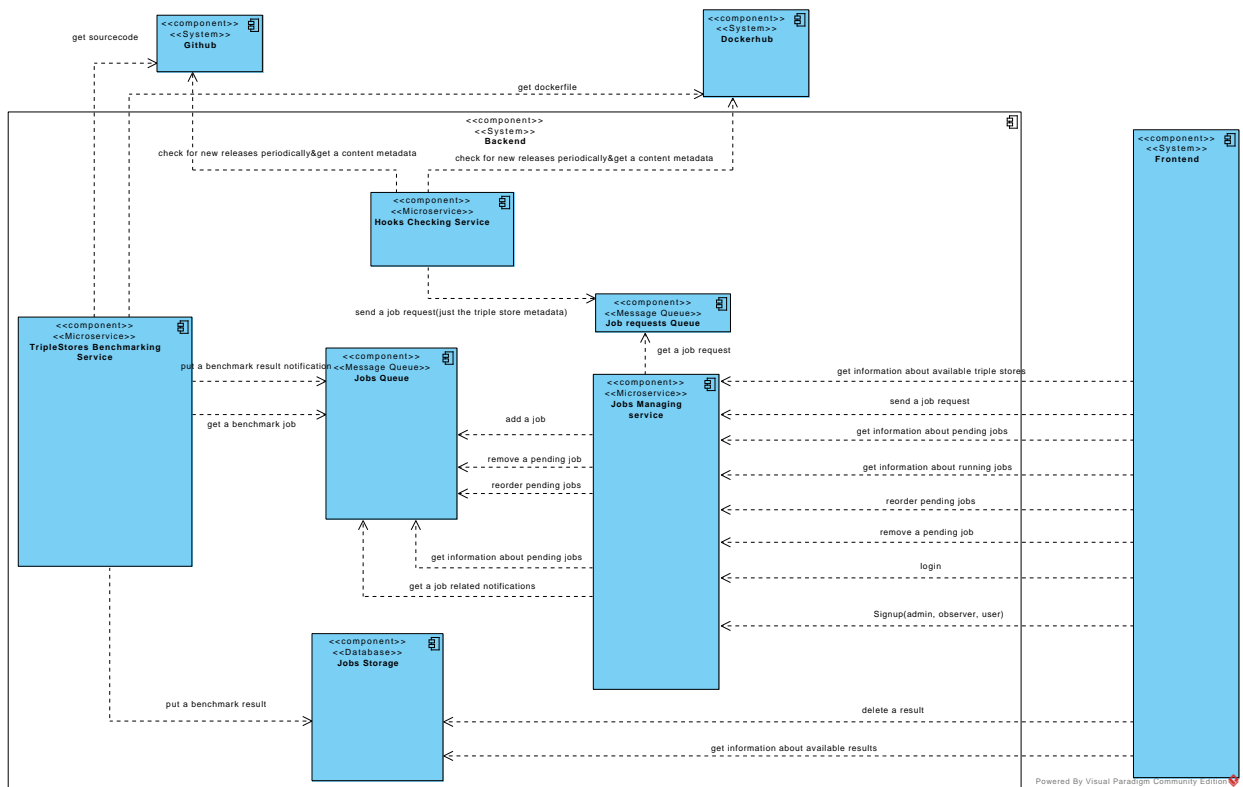 <<component>>
<<System>>
Github
<<component>>
<<System>>
Dockerhub
get sourcecode
get dockerfile
<<component>>
<<System>>
Backend
<<component>>
<<System>>
Frontend
check for new releases periodically&get a content metadata
check for new releases periodically&get a content metadata
<<component>>
<<Microservice>>
Hooks Checking Service
send a job request(just the triple store metadata)
<<component>>
<<Message Queue>>
Job requests Queue
get a job request
<<component>>
<<Microservice>>
TripleStores Benchmarking
Service
put a benchmark result notification
get a benchmark job
<<component>>
<<Message Queue>>
Jobs Queue
add a job
remove a pending job
reorder pending jobs
get information about pending jobs
get a job related notifications
<<component>>
<<Microservice>>
Jobs Managing
service
get information about available triple stores
send a job request
get information about pending jobs
get information about running jobs
reorder pending jobs
remove a pending job
login
Signup(admin, observer, user)
<<component>>
<<Database>>
Jobs Storage
put a benchmark result
delete a result
get information about available results
Powered By Visual Paradigm Community Edition